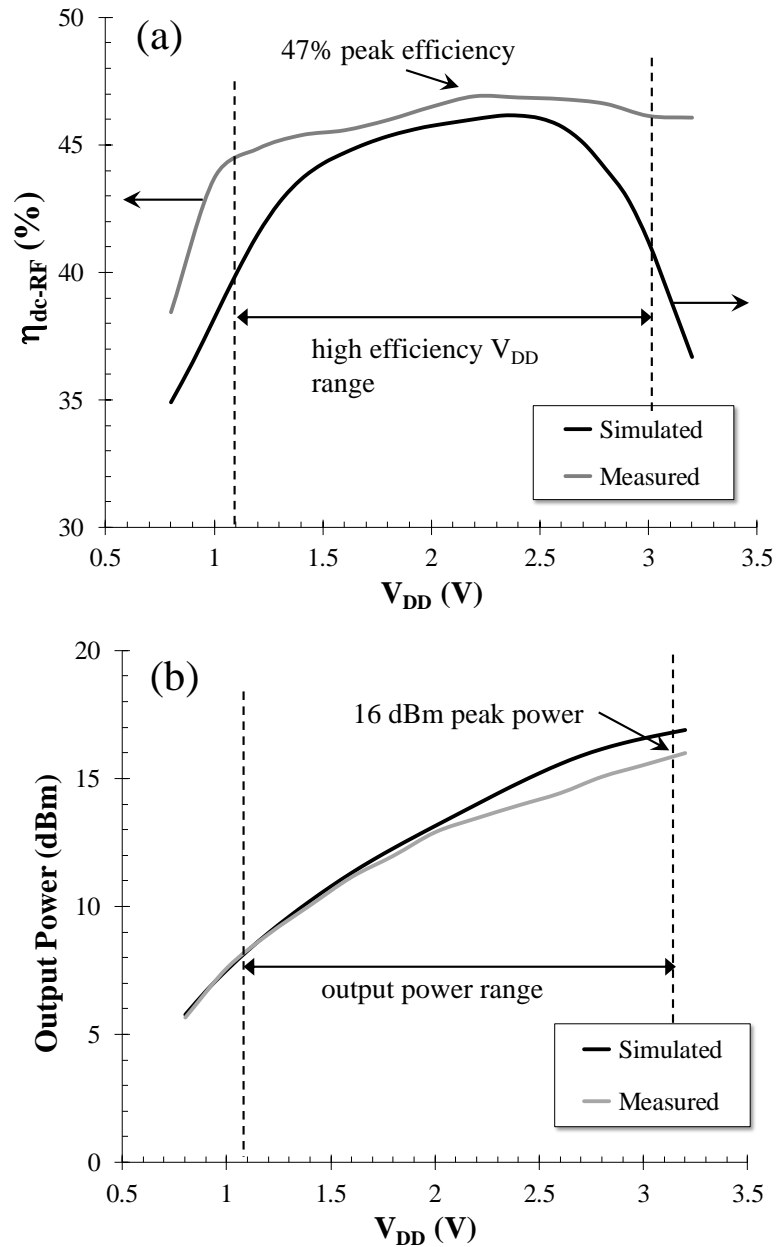 (a)
47% peak efficiency
50
45
40
35
30
ηdc-RF (%)
high efficiency VDD
range
Simulated
Measured
0.5 1 1.5 2 2.5 3 3.5
VDD (V)
(b)
16 dBm peak power
20
15
10
5
0
Output Power (dBm)
output power range
Simulated
Measured
0.5 1 1.5 2 2.5 3 3.5
VDD (V)